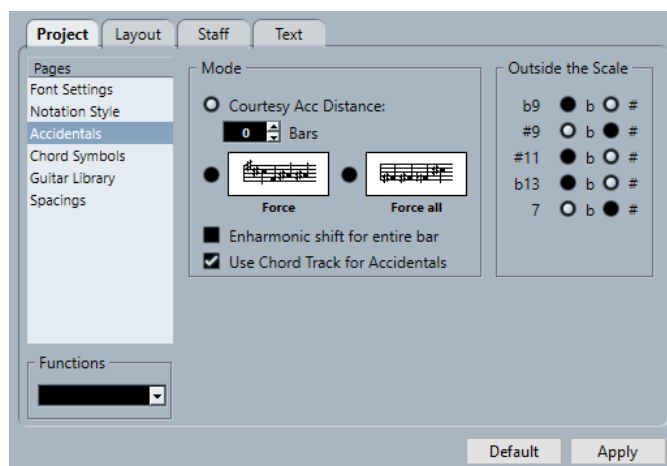 Project Layout Staff Text
Pages
Font Settings
Notation Style
Accidentals
Chord Symbols
Guitar Library
Spacings
Functions
Mode
Courtesy Acc Distance:
0 Bars
Force Force all
Enharmonic shift for entire bar
Use Chord Track for Accidentals
Outside the Scale
b9 b #
#9 b #
#11 b #
b13 b #
7 b #
Default Apply